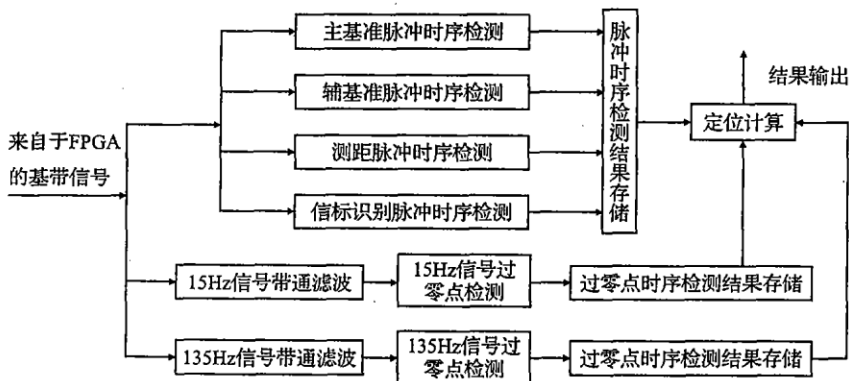 主基准脉冲时序检测
辅基准脉冲时序检测
测距脉冲时序检测
信标识别脉冲时序检测
脉冲时序检测结果存储
结果输出
定位计算
来自于FPGA
的基带信号
15Hz信号带通滤波
15Hz信号过
零点检测
过零点时序检测结果存储
135Hz信号带通滤波
135Hz信号过
零点检测
过零点时序检测结果存储